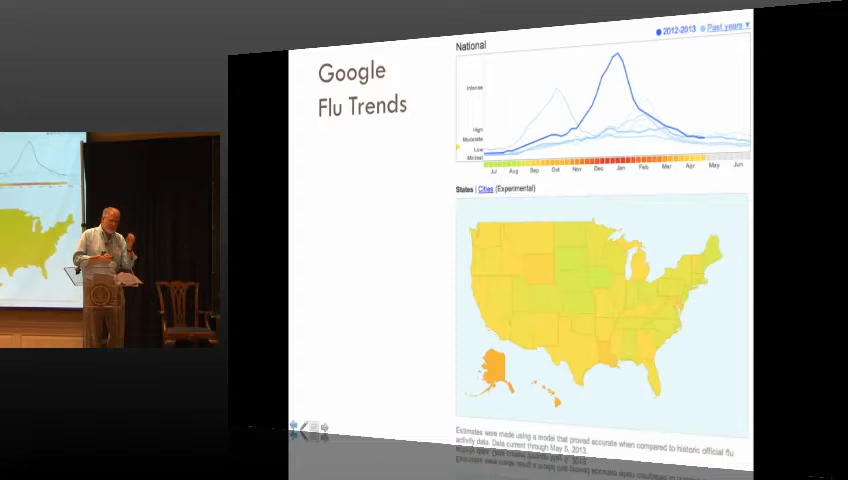 Google
Flu Trends
National
2012-2013 Past years
Intense
High
Moderate
Low
Minimal
Jul Aug Sep Oct Nov Dec Jan Feb Mar Apr May Jun
States | Cities (Experimental)
Estimates were made using a model that proved accurate when compared to historic official flu
activity data. Data current through May 5, 2013.